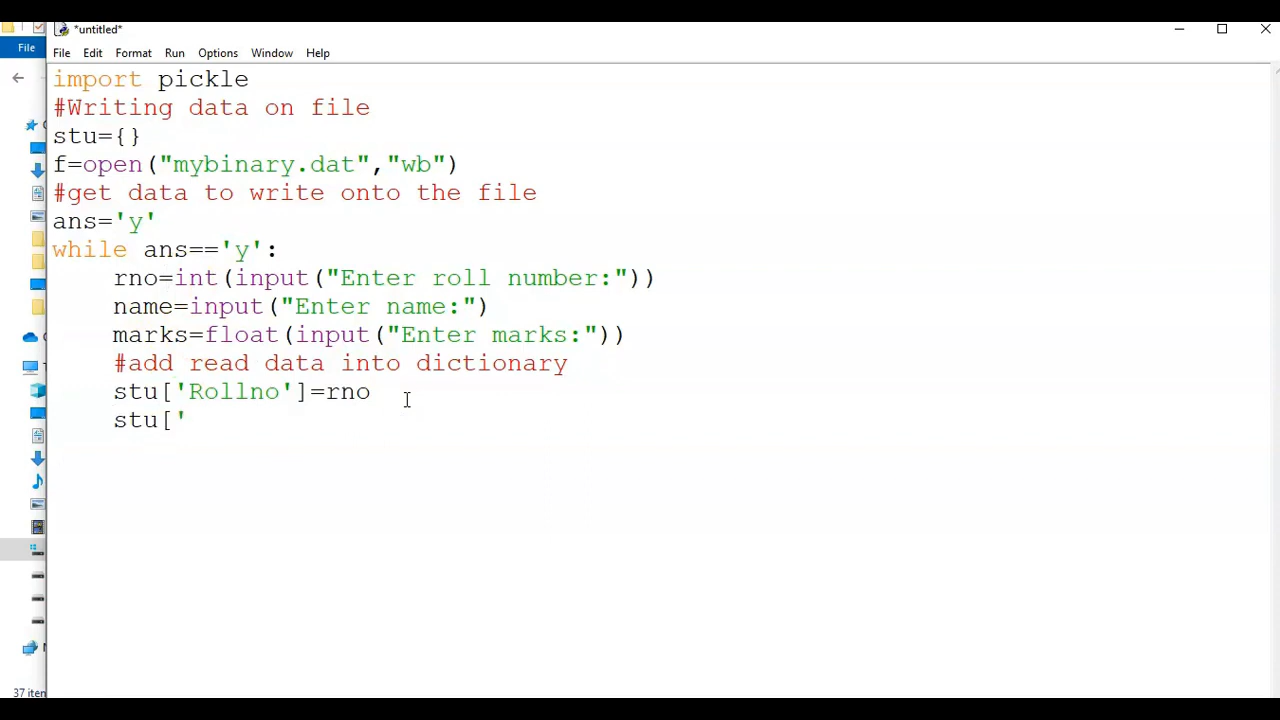 *untitled*
File
File Edit Format Run Options Window Help
import pickle
#Writing data on file
stu={}
f=open("mybinary.dat","wb")
#get data to write onto the file
ans='y'
while ans=='y':
    rno=int(input("Enter roll number:"))
    name=input("Enter name:")
    marks=float(input("Enter marks:"))
    #add read data into dictionary
    stu['Rollno']=rno
    stu['